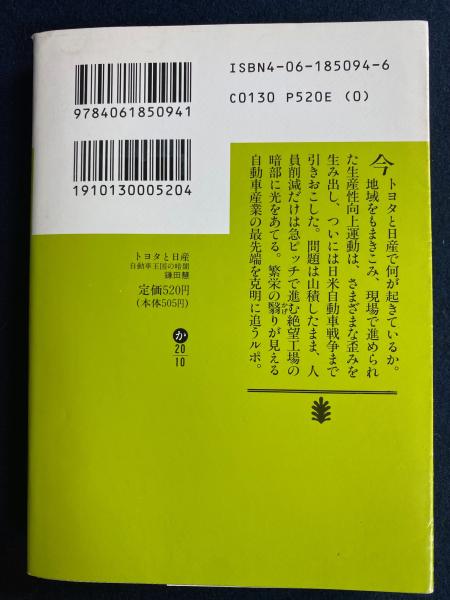 ISBN4-06-185094-6
C0130 P520E (0)
9784061850941
1910130005204
今トヨタと日産で何が起きているか。
地域をもまきこみ、現場で進められ
た生産性向上運動は、さまざまな歪みを
生み出し、ついには日米自動車戦争まで
引きおこした。問題は山積したまま、人
員削減だけは急ピッチで進む絶望工場の
暗部に光をあてる。繁栄の翳りが見える
かげ
自動車産業の最先端を克明に追うルポ。
トヨタと日産
自動車王国の暗闇
鎌田慧
定価520円
(本体505円)
か
20
10